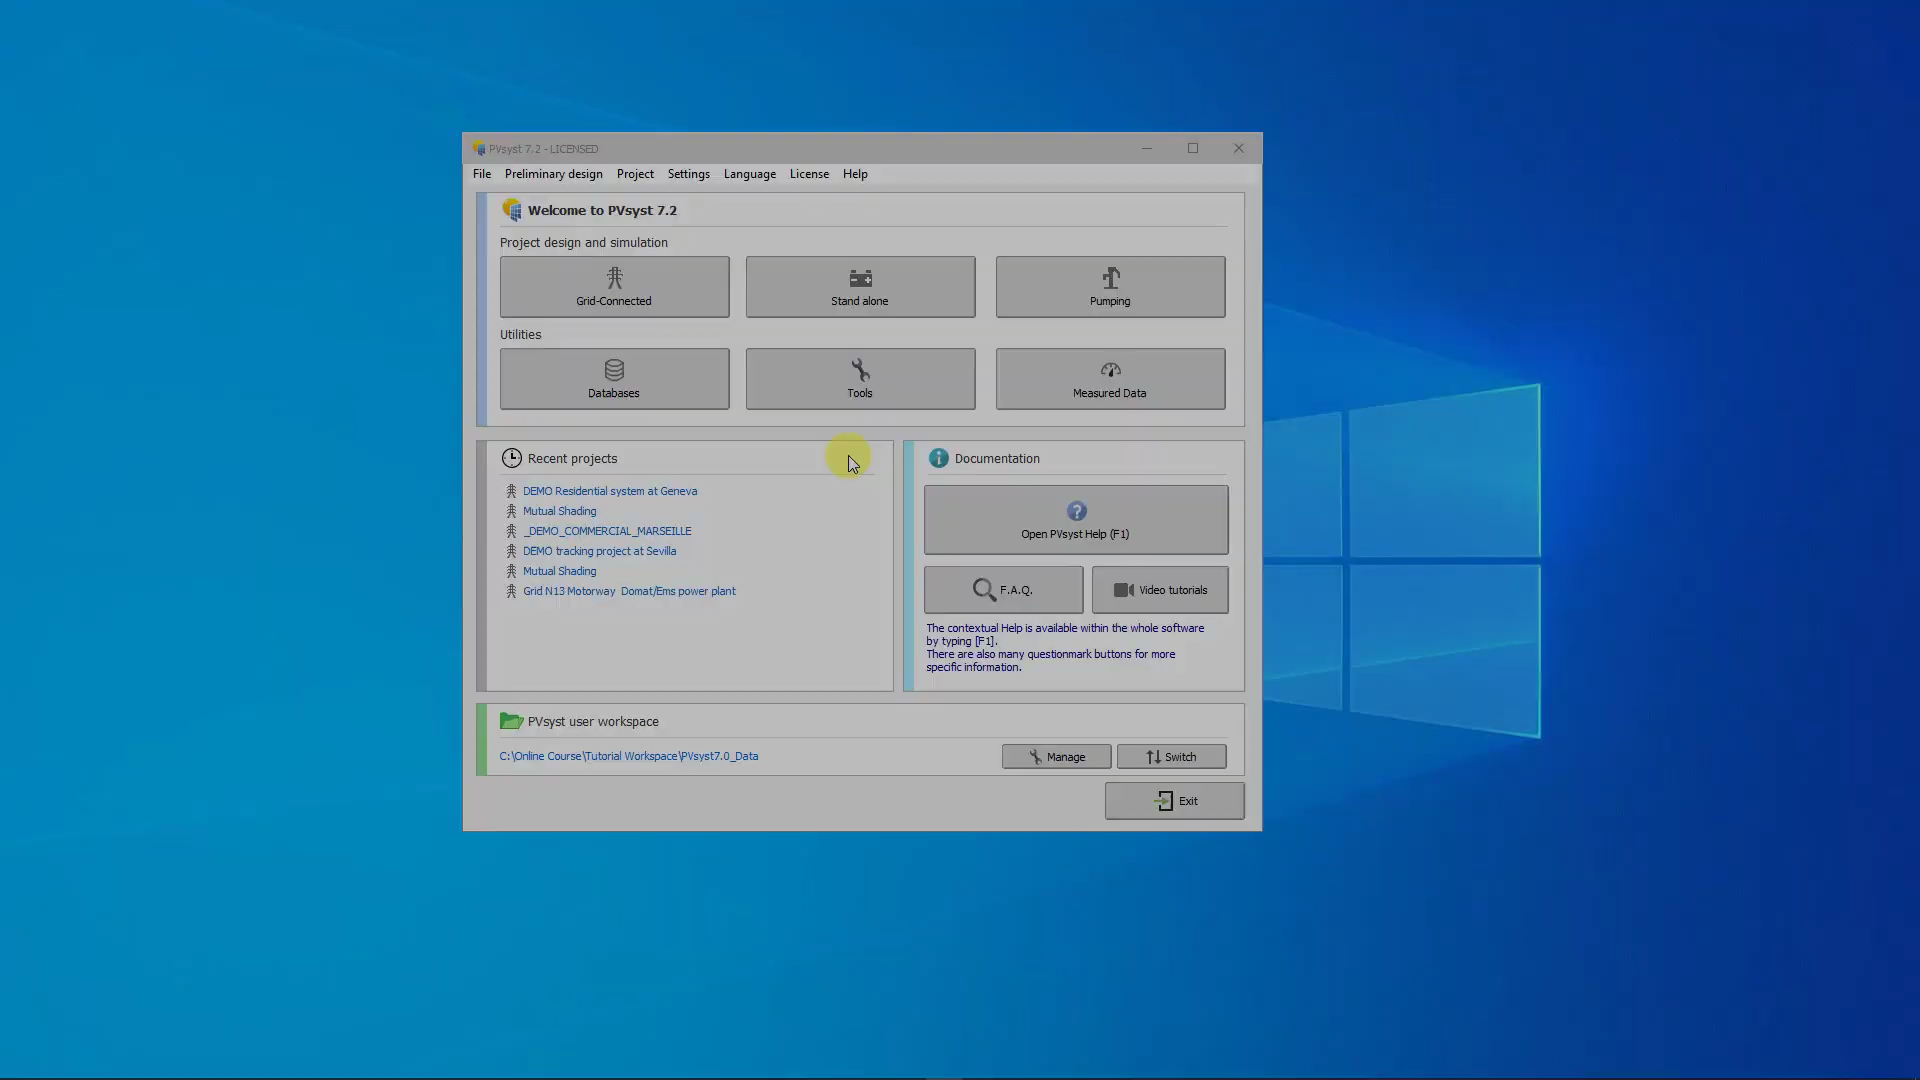 PVsyst 7.2 - LICENSED
File Preliminary design Project Settings Language License Help
Welcome to PVsyst 7.2
Project design and simulation
Grid-Connected
Stand alone
Pumping
Utilities
Databases
Tools
Measured Data
Recent projects
DEMO Residential system at Geneva
Mutual Shading
_DEMO_COMMERCIAL_MARSEILLE
DEMO tracking project at Sevilla
Mutual Shading
Grid N13 Motorway  Domat/Ems power plant
Documentation
Open PVsyst Help (F1)
F.A.Q.
Video tutorials
The contextual Help is available within the whole software
by typing [F1].
There are also many questionmark buttons for more
specific information.
PVsyst user workspace
C:\Online Course\Tutorial Workspace\PVsyst7.0_Data
Manage
Switch
Exit